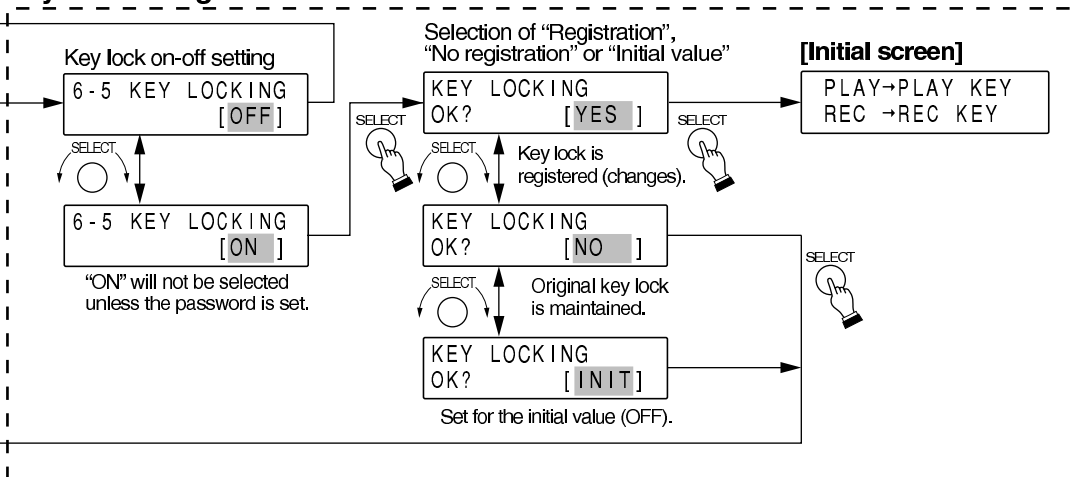 Key lock on-off setting
6-5 KEY LOCKING
[OFF]
SELECT
6-5 KEY LOCKING
[ON ]
“ON” will not be selected
unless the password is set.
SELECT
Selection of “Registration”,
“No registration” or “Initial value”
KEY LOCKING
OK? [YES ]
SELECT
Key lock is
registered (changes).
SELECT
KEY LOCKING
OK? [NO ]
SELECT
Original key lock
is maintained.
KEY LOCKING
OK? [INIT]
Set for the initial value (OFF).
[Initial screen]
PLAY→PLAY KEY
REC →REC KEY
SELECT